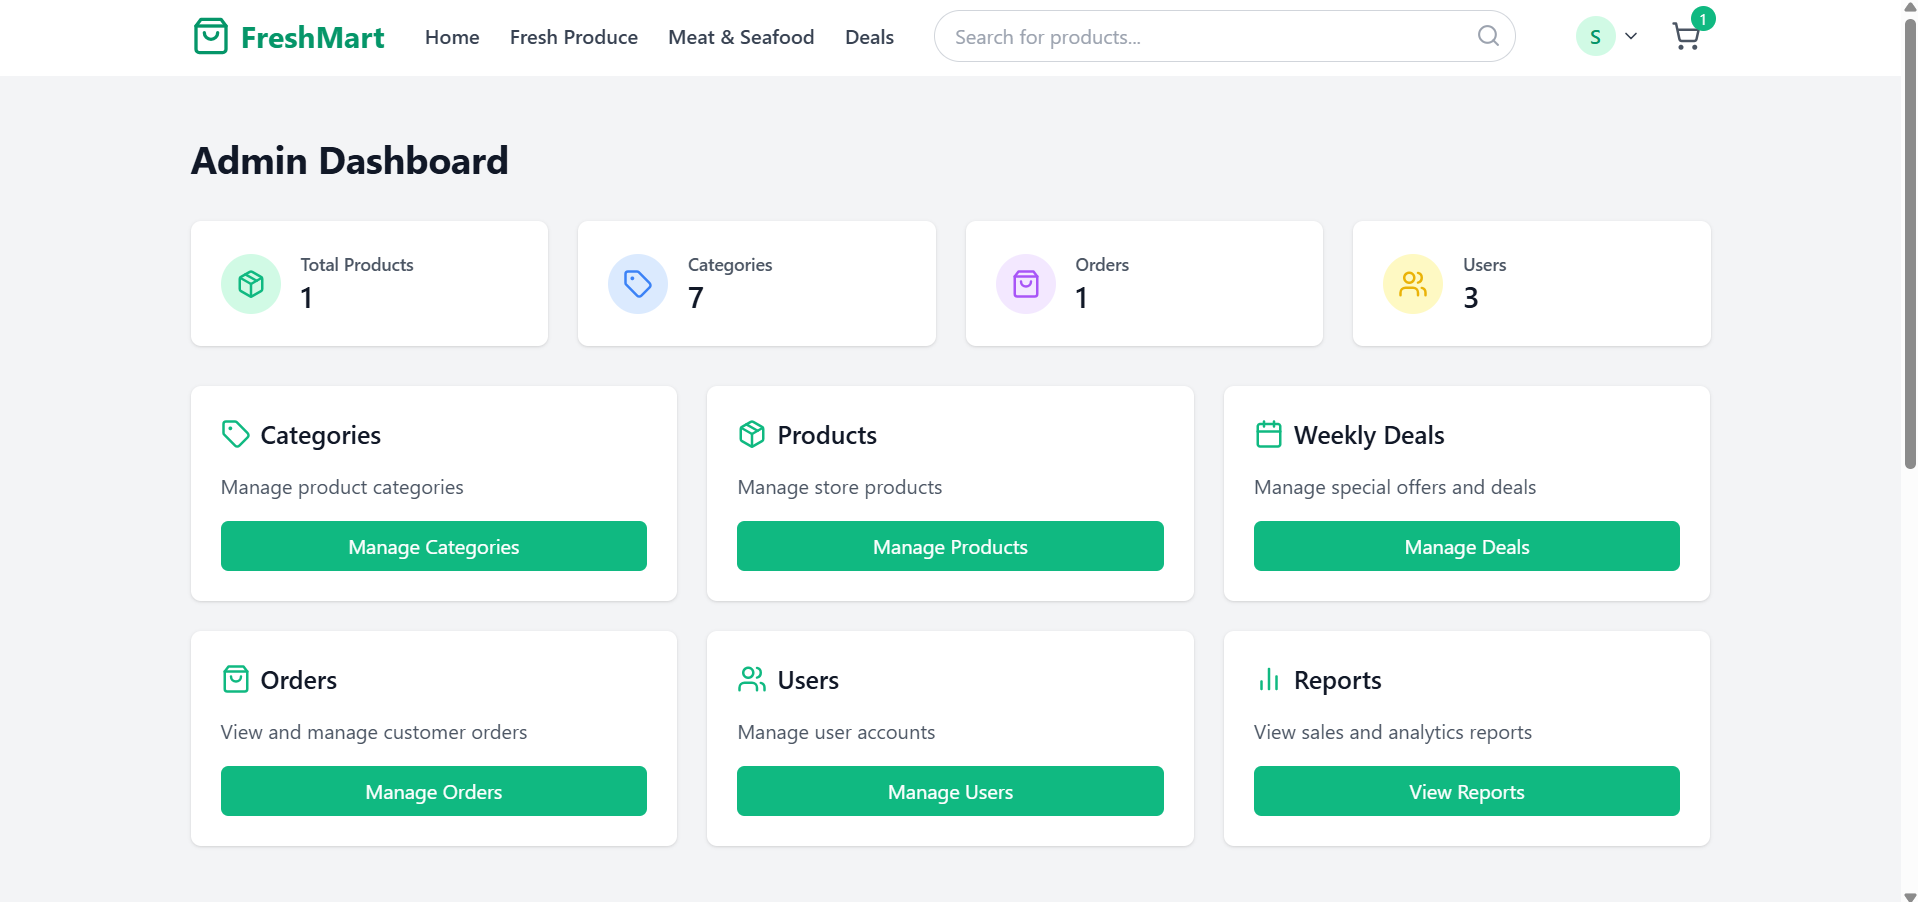 FreshMart
Home
Fresh Produce
Meat & Seafood
Deals
Search for products...
S
1
Admin Dashboard
Total Products
1
Categories
7
Orders
1
Users
3
Categories
Manage product categories
Manage Categories
Products
Manage store products
Manage Products
Weekly Deals
Manage special offers and deals
Manage Deals
Orders
View and manage customer orders
Manage Orders
Users
Manage user accounts
Manage Users
Reports
View sales and analytics reports
View Reports